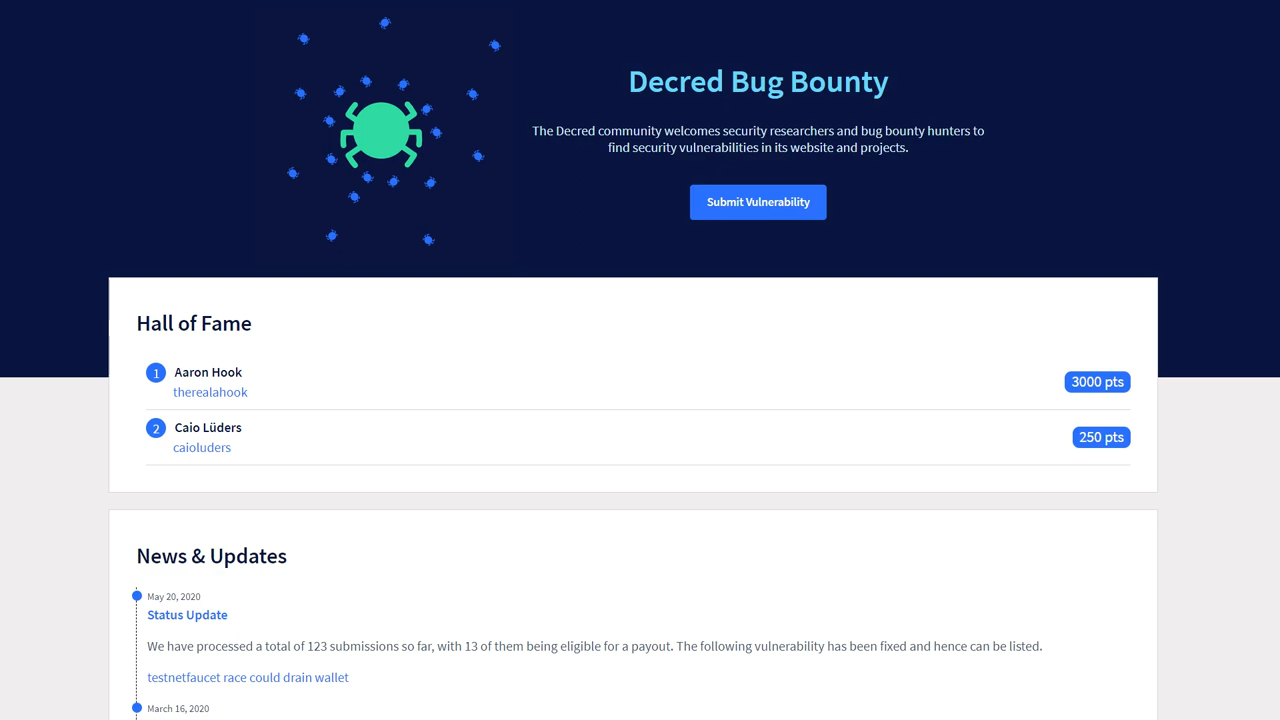 Decred Bug Bounty
The Decred community welcomes security researchers and bug bounty hunters to
find security vulnerabilities in its website and projects.
Submit Vulnerability
Hall of Fame
1 Aaron Hook
therealahook
3000 pts
2 Caio Lüders
caioluders
250 pts
News & Updates
May 20, 2020
Status Update
We have processed a total of 123 submissions so far, with 13 of them being eligible for a payout. The following vulnerability has been fixed and hence can be listed.
testnetfaucet race could drain wallet
March 16, 2020